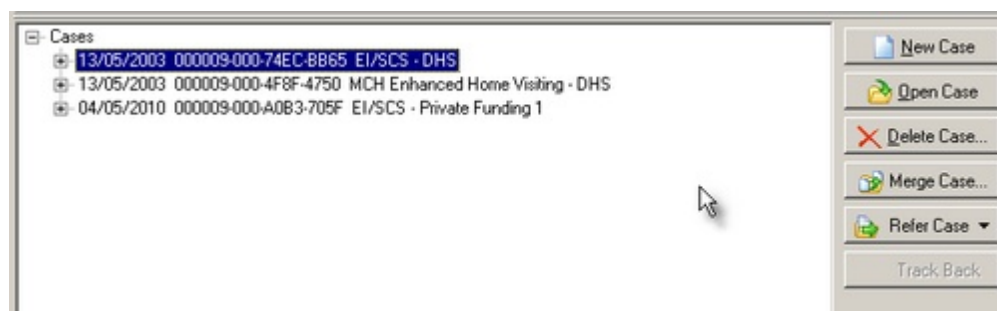 Cases
13/05/2003 000009-000-74EC-BB65 EI/SCS - DHS
13/05/2003 000009-000-4F8F-4750 MCH Enhanced Home Visiting - DHS
04/05/2010 000009-000-A0B3-705F EI/SCS - Private Funding 1
New Case
Open Case
Delete Case...
Merge Case...
Refer Case
Track Back